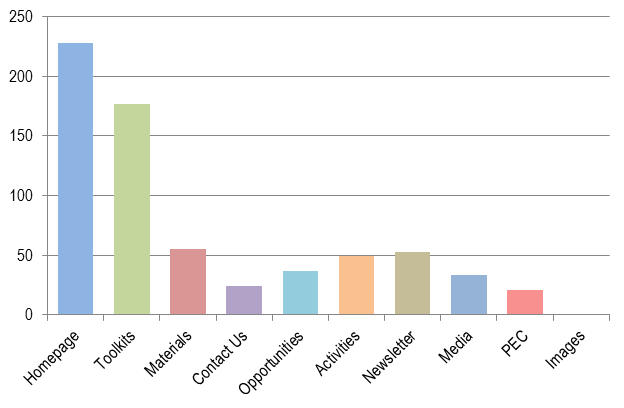 250
200
150
100
50
0
Homepage
Toolkits
Materials
Contact Us
Opportunities
Activities
Newsletter
Media
PEC
Images